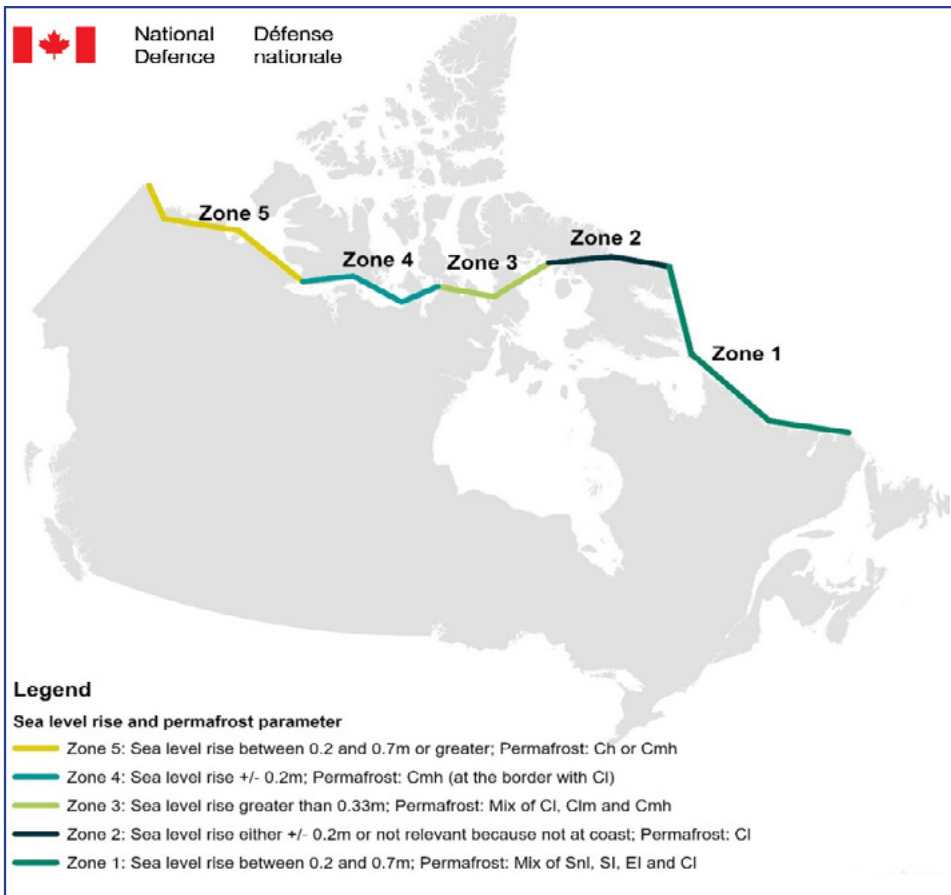 National Défense
Defence nationale
Zone 5
Zone 2
Zone 4
Zone 3
Zone 1
Legend
Sea level rise and permafrost parameter
Zone 5: Sea level rise between 0.2 and 0.7m or greater; Permafrost: Ch or Cmh
Zone 4: Sea level rise +/- 0.2m; Permafrost: Cmh (at the border with Cl)
Zone 3: Sea level rise greater than 0.33m; Permafrost: Mix of Cl, Clm and Cmh
Zone 2: Sea level rise either +/- 0.2m or not relevant because not at coast; Permafrost: Cl
Zone 1: Sea level rise between 0.2 and 0.7m; Permafrost: Mix of Snl, Sl, El and Cl